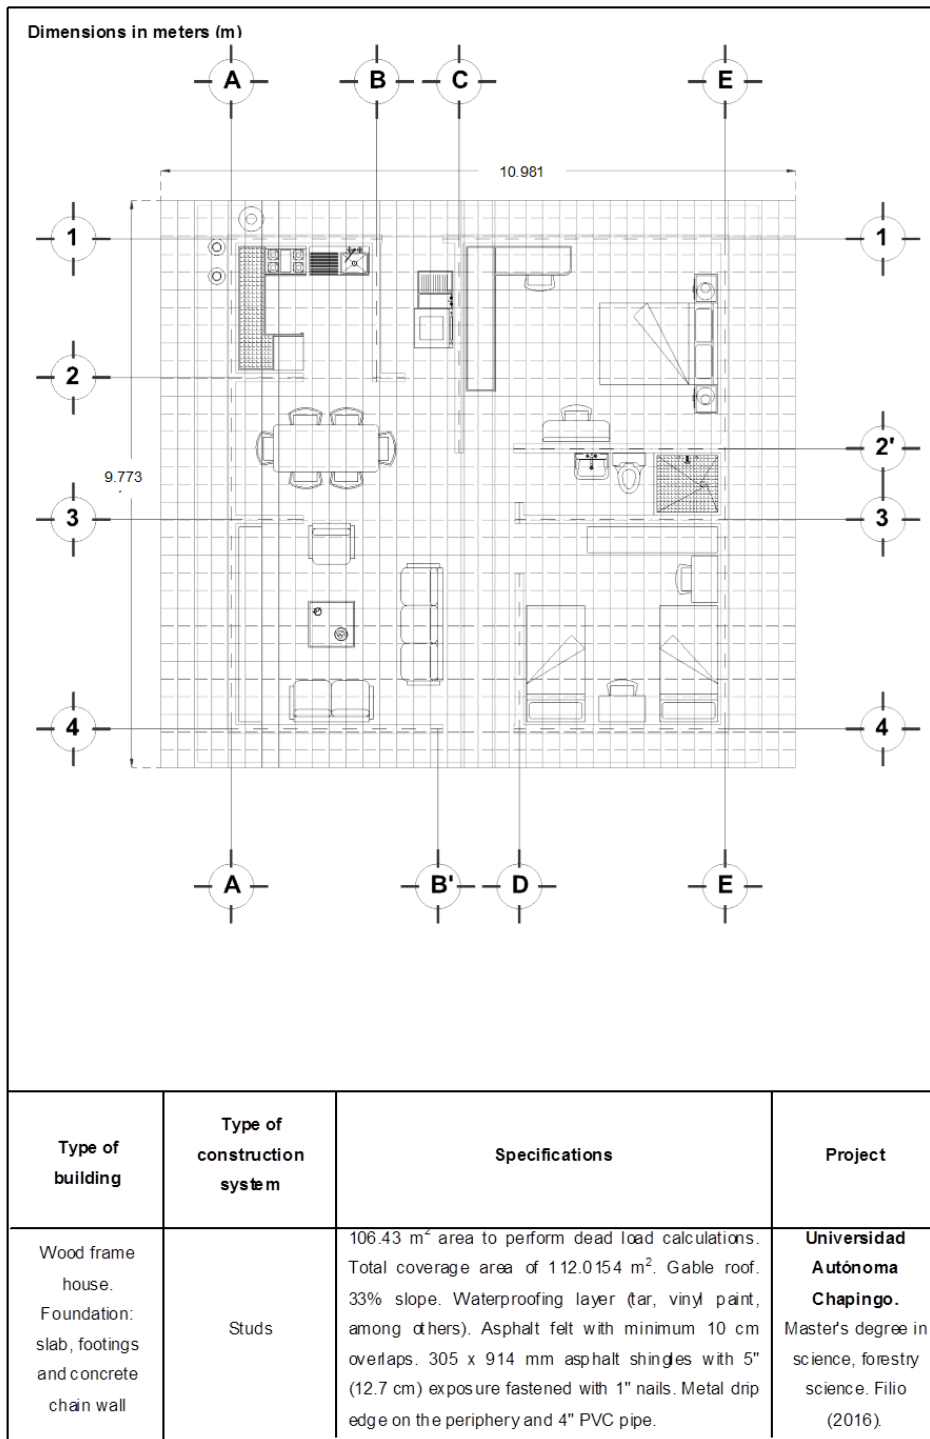 Dimensions in meters (m)
A B C E
10.981
1 1
2
2'
9.773
3 3
4 4
A B' D E
Type of building
Type of construction system
Specifications
Project
Wood frame
house.
Foundation:
slab, footings
and concrete
chain wall
Studs
106.43 m² area to perform dead load calculations.
Total coverage area of 112.0154 m². Gable roof.
33% slope. Waterproofing layer (tar, vinyl paint,
among others). Asphalt felt with minimum 10 cm
overlaps. 305 x 914 mm asphalt shingles with 5"
(12.7 cm) exposure fastened with 1" nails. Metal drip
edge on the periphery and 4" PVC pipe.
Universidad
Autónoma
Chapingo.
Master's degree in
science, forestry
science. Filio
(2016).